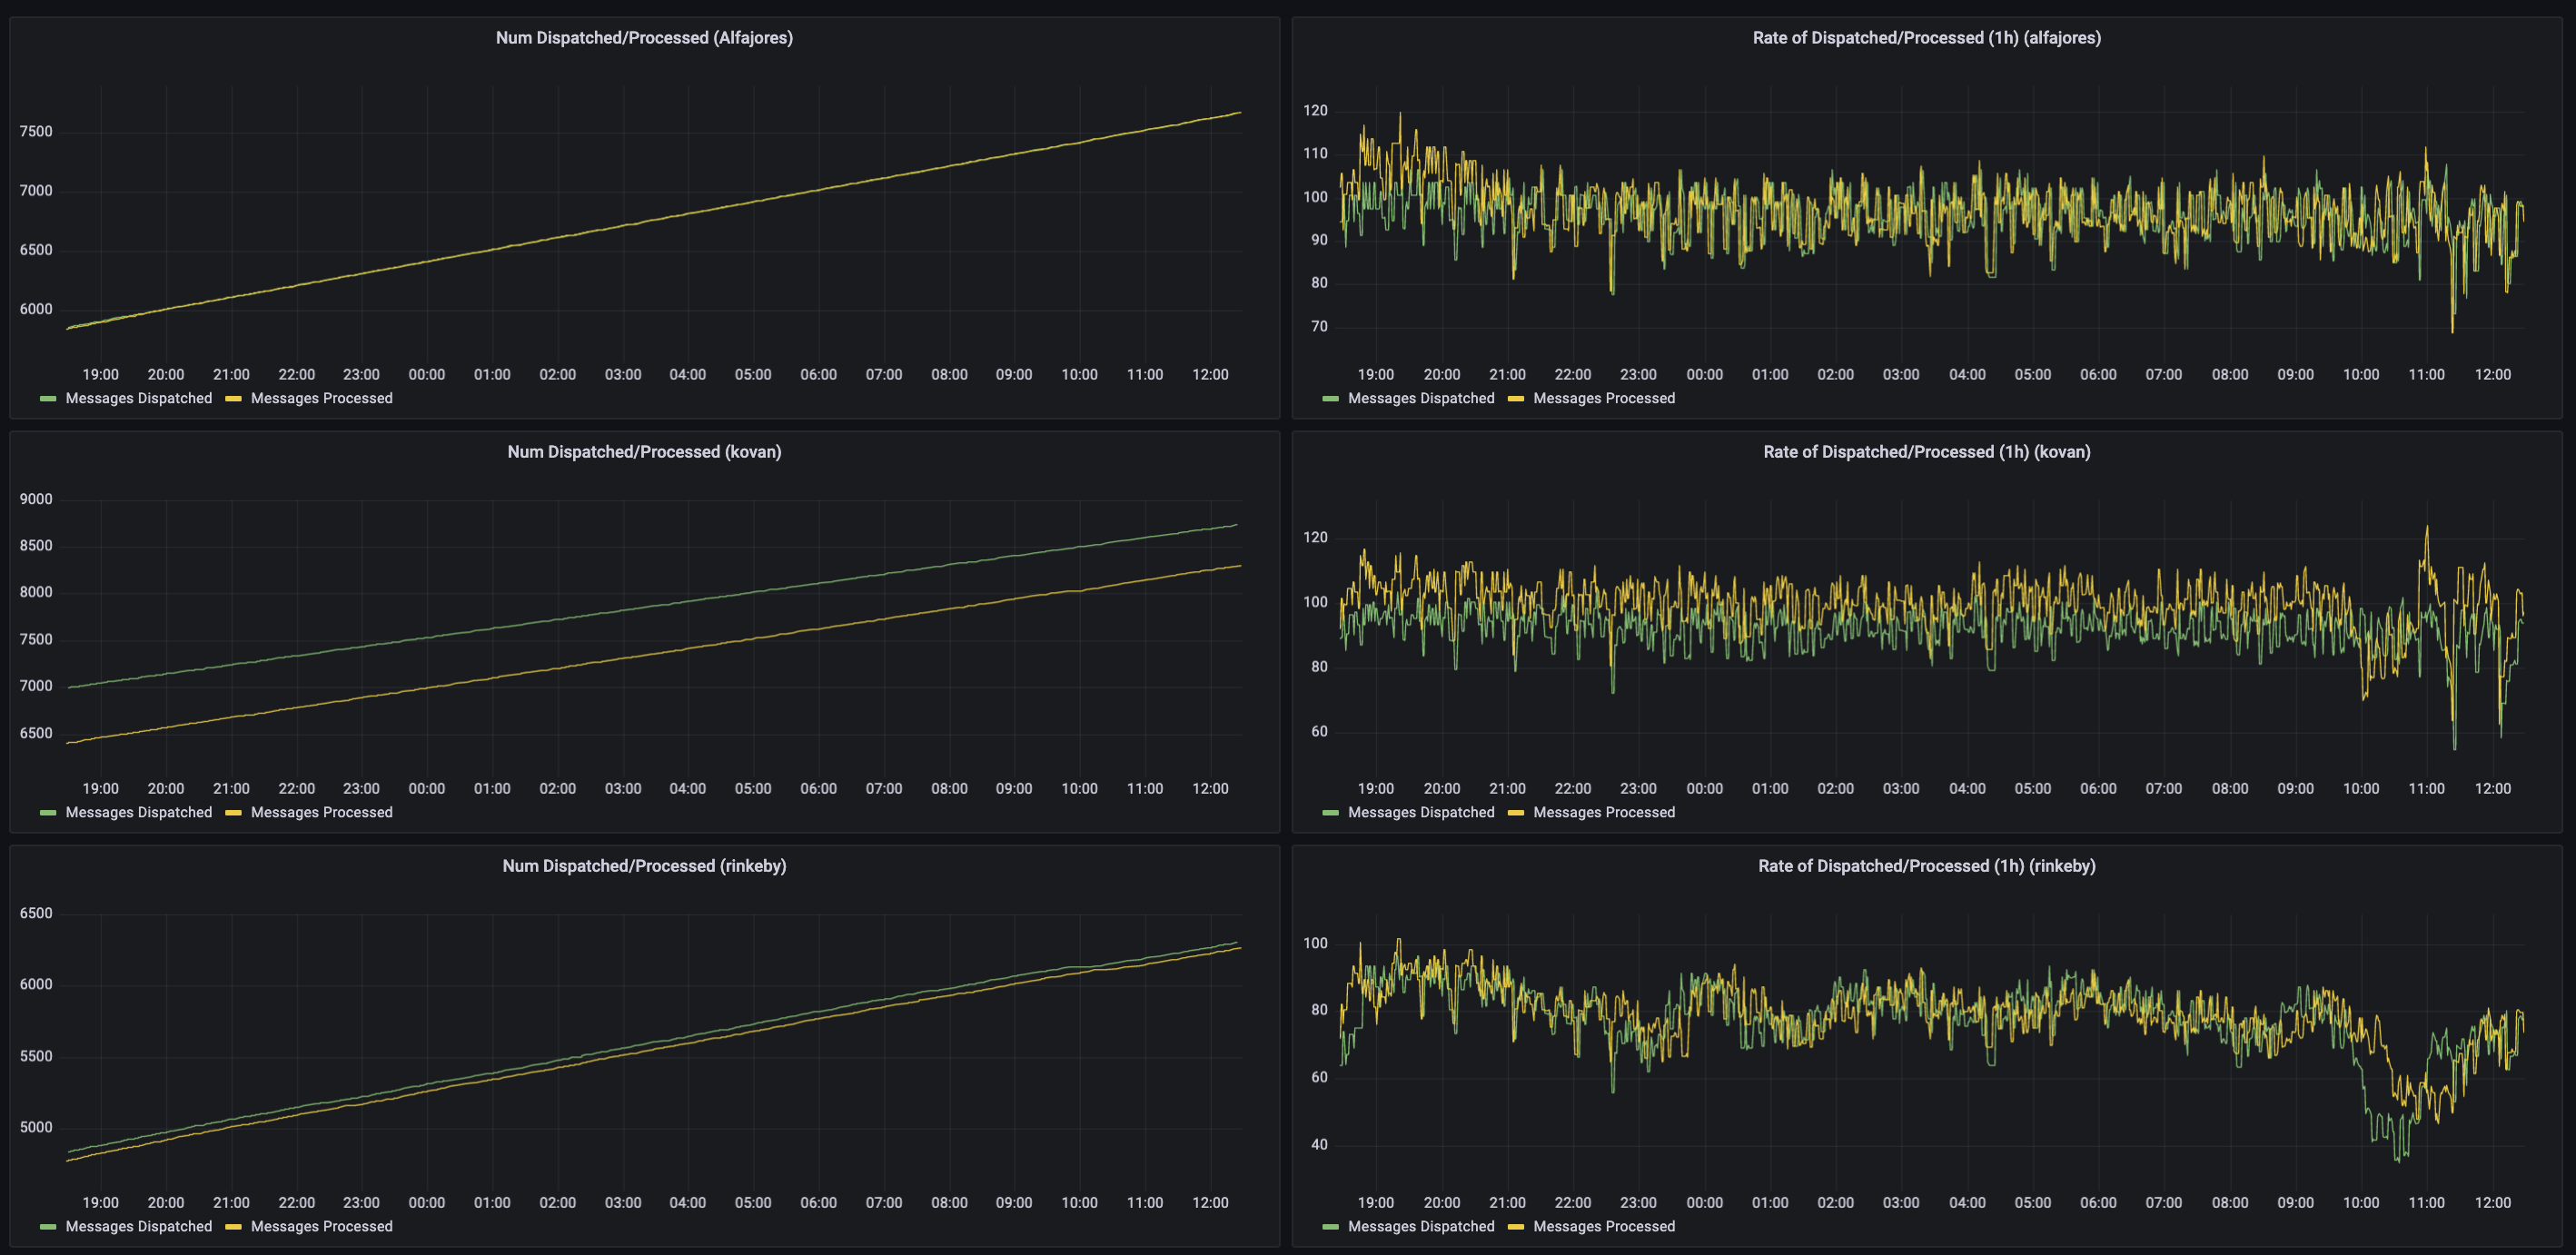 Num Dispatched/Processed (Alfajores)
7500
7000
6500
6000
19:00 20:00 21:00 22:00 23:00 00:00 01:00 02:00 03:00 04:00 05:00 06:00 07:00 08:00 09:00 10:00 11:00 12:00
Messages Dispatched Messages Processed
Rate of Dispatched/Processed (1h) (alfajores)
120
110
100
90
80
70
19:00 20:00 21:00 22:00 23:00 00:00 01:00 02:00 03:00 04:00 05:00 06:00 07:00 08:00 09:00 10:00 11:00 12:00
Messages Dispatched Messages Processed
Num Dispatched/Processed (kovan)
9000
8500
8000
7500
7000
6500
19:00 20:00 21:00 22:00 23:00 00:00 01:00 02:00 03:00 04:00 05:00 06:00 07:00 08:00 09:00 10:00 11:00 12:00
Messages Dispatched Messages Processed
Rate of Dispatched/Processed (1h) (kovan)
120
100
80
60
19:00 20:00 21:00 22:00 23:00 00:00 01:00 02:00 03:00 04:00 05:00 06:00 07:00 08:00 09:00 10:00 11:00 12:00
Messages Dispatched Messages Processed
Num Dispatched/Processed (rinkeby)
6500
6000
5500
5000
19:00 20:00 21:00 22:00 23:00 00:00 01:00 02:00 03:00 04:00 05:00 06:00 07:00 08:00 09:00 10:00 11:00 12:00
Messages Dispatched Messages Processed
Rate of Dispatched/Processed (1h) (rinkeby)
100
80
60
40
19:00 20:00 21:00 22:00 23:00 00:00 01:00 02:00 03:00 04:00 05:00 06:00 07:00 08:00 09:00 10:00 11:00 12:00
Messages Dispatched Messages Processed